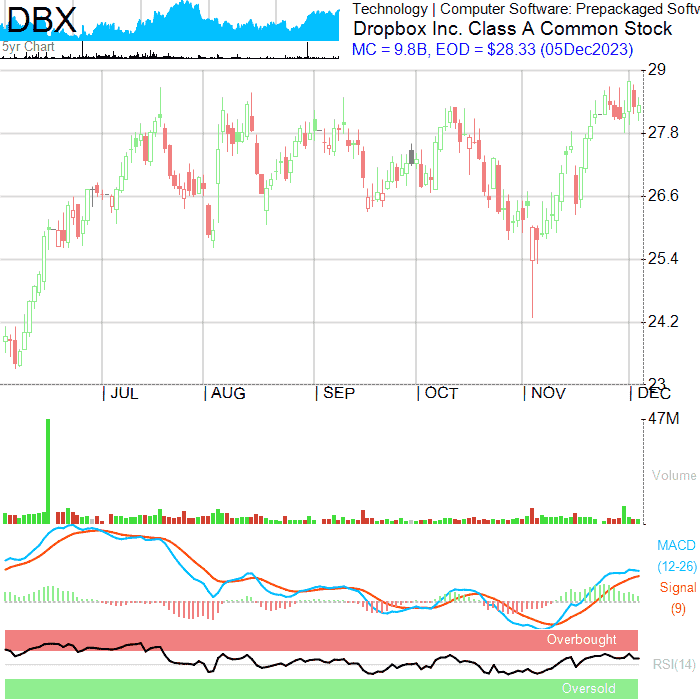 DBX
5yr Chart
Technology | Computer Software: Prepackaged Softw
Dropbox Inc. Class A Common Stock
MC = 9.8B, EOD = $28.33 (05Dec2023)
29
27.8
26.6
25.4
24.2
23
| JUL | AUG | SEP | OCT | NOV | DEC
47M
Volume
MACD
(12-26)
Signal
(9)
Overbought
RSI(14)
Oversold